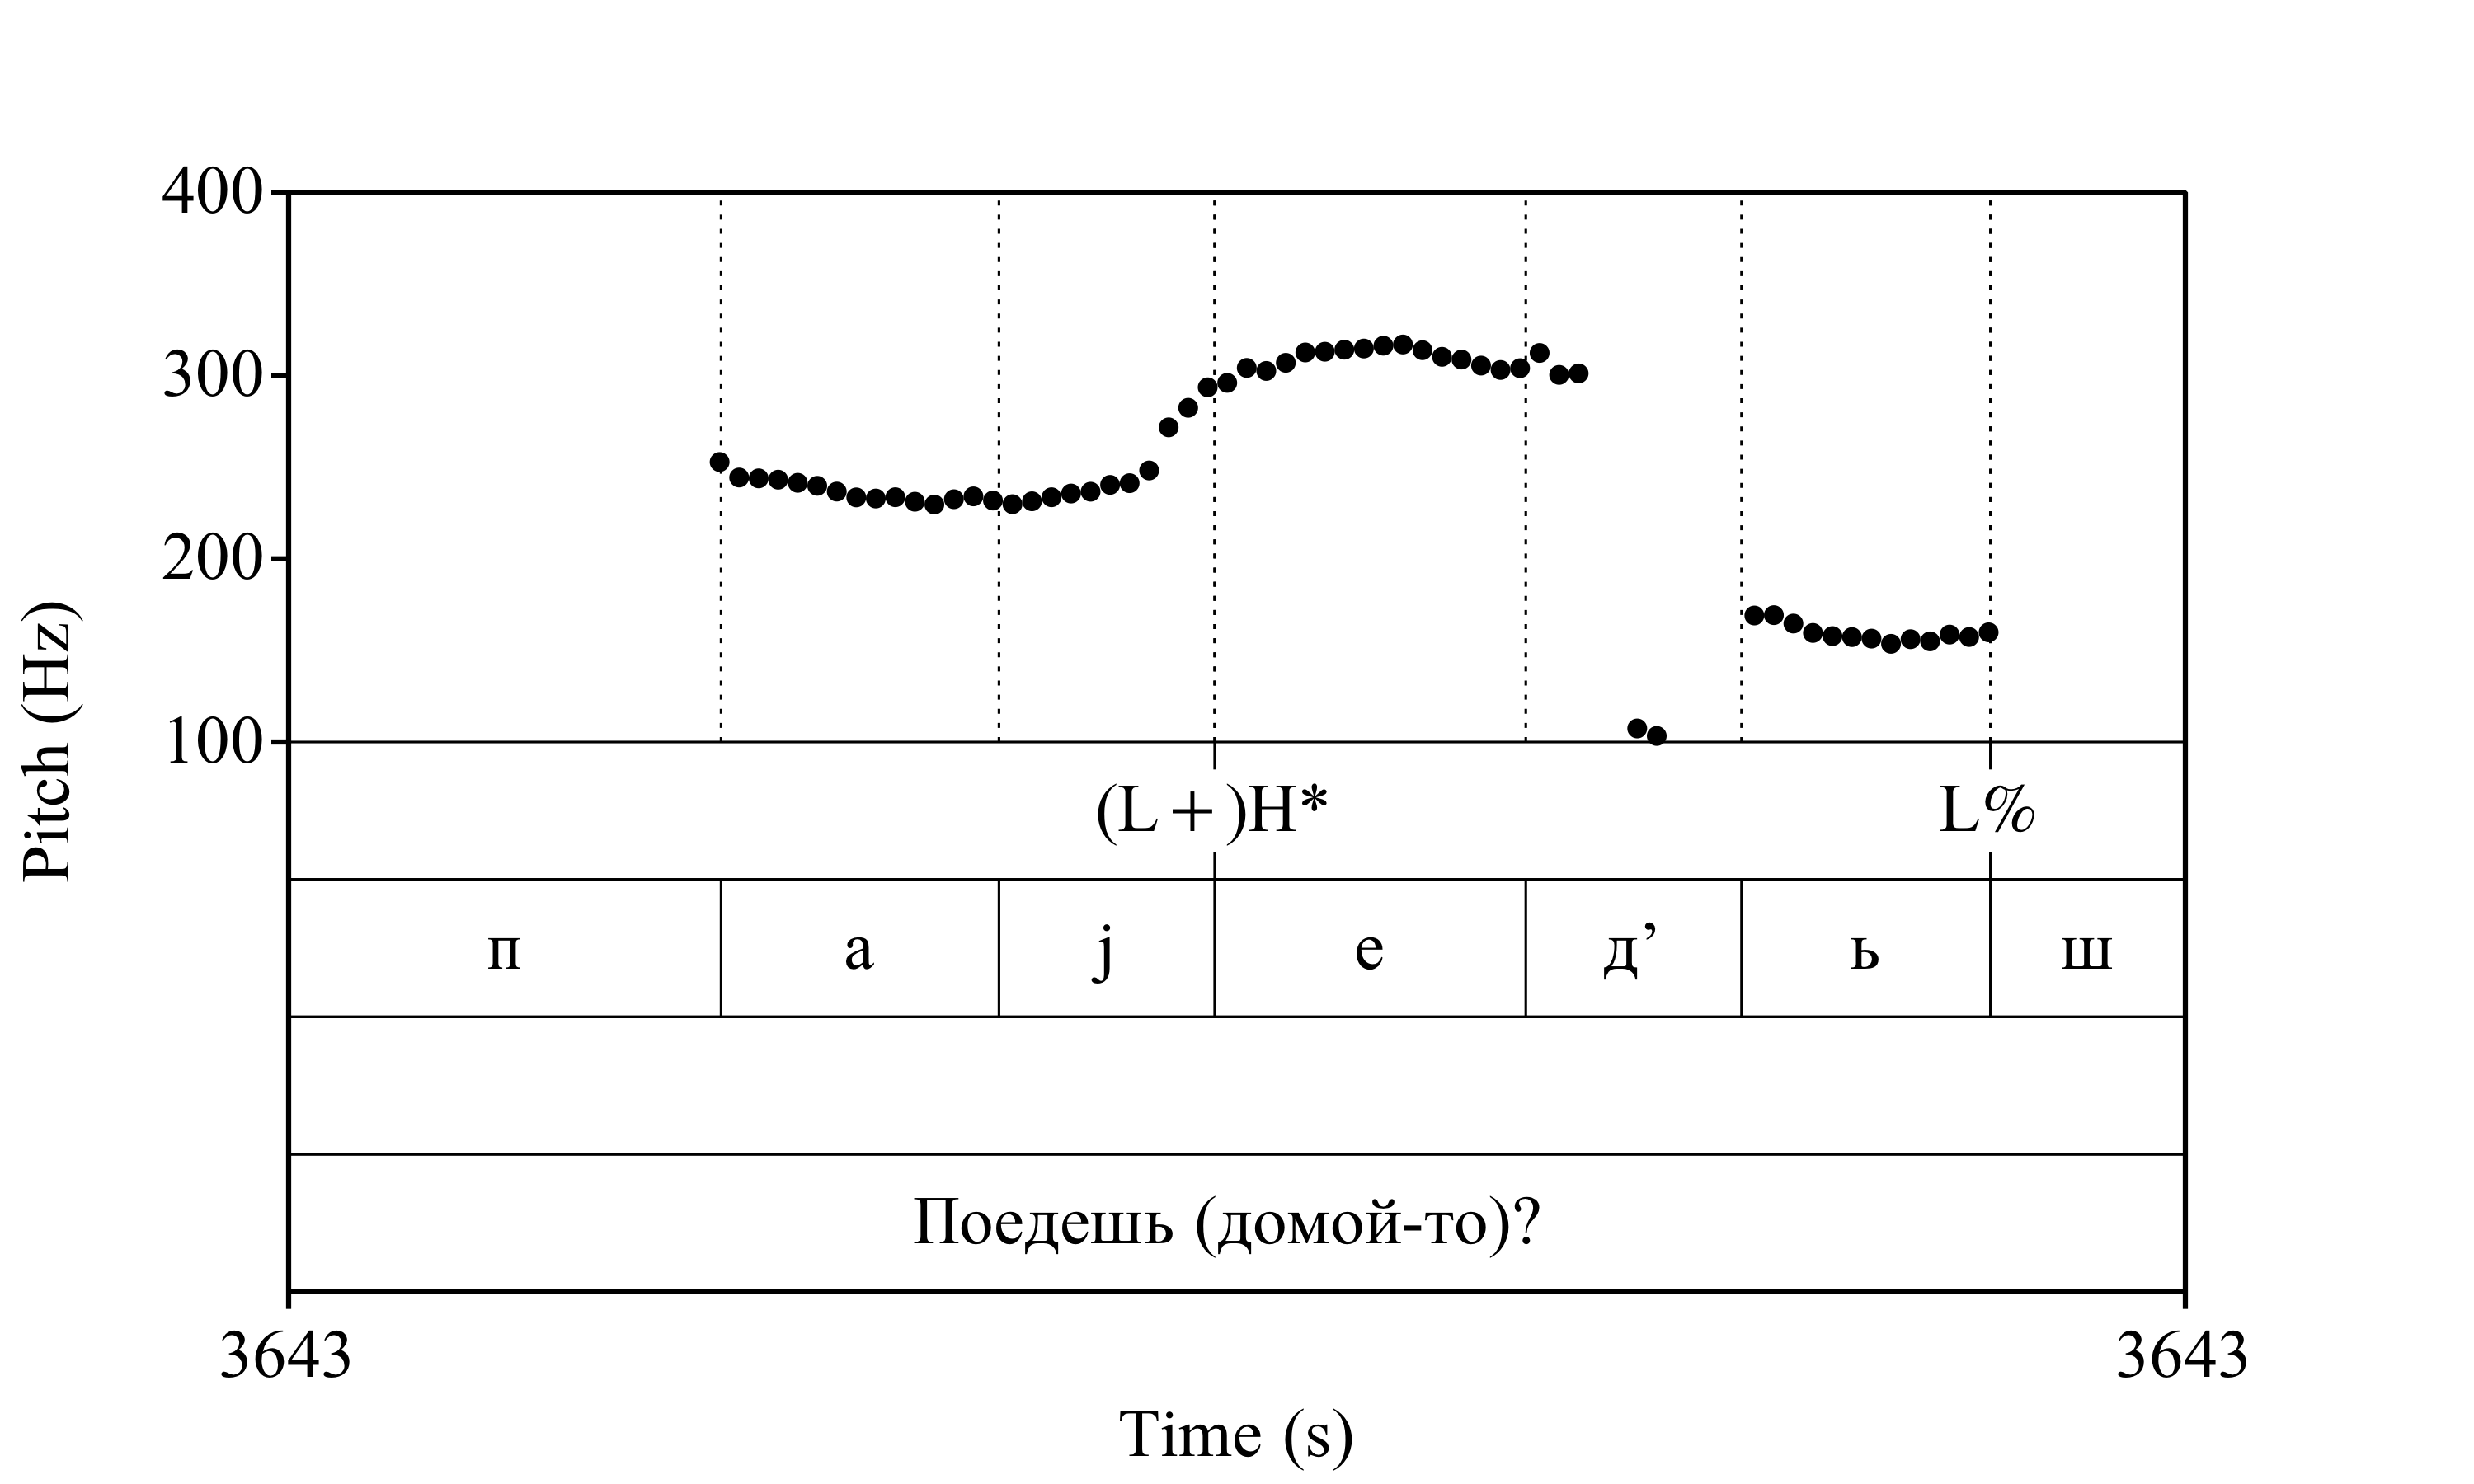 400
300
200
100
Pitch (Hz)
(L+)H* L%
п а j е д’ ь ш
Поедешь (домой-то)?
3643 3643
Time (s)